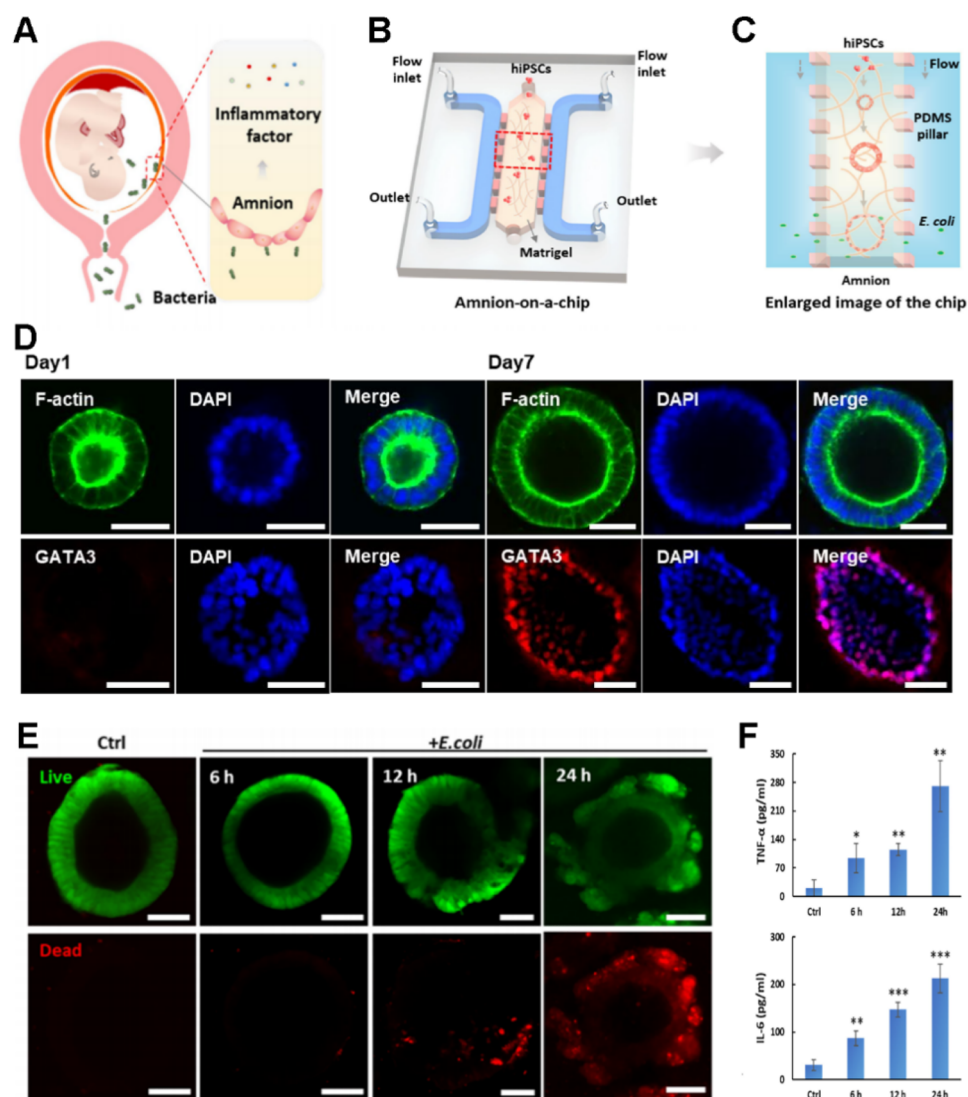 A
Inflammatory
factor
Amnion
Bacteria
B
Flow
inlet
hiPSCs
Flow
inlet
Outlet
Outlet
Matrigel
Amnion-on-a-chip
C
hiPSCs
Flow
PDMS
pillar
E. coli
Amnion
Enlarged image of the chip
D
Day1
Day7
F-actin
DAPI
Merge
F-actin
DAPI
Merge
GATA3
DAPI
Merge
GATA3
DAPI
Merge
E
Ctrl
+E.coli
Live
6 h
12 h
24 h
Dead
F
TNF-α (pg/ml)
350
280
210
140
70
0
*
**
**
Ctrl
6 h
12h
24h
IL-6 (pg/ml)
300
200
100
0
**
***
***
Ctrl
6 h
12 h
24 h